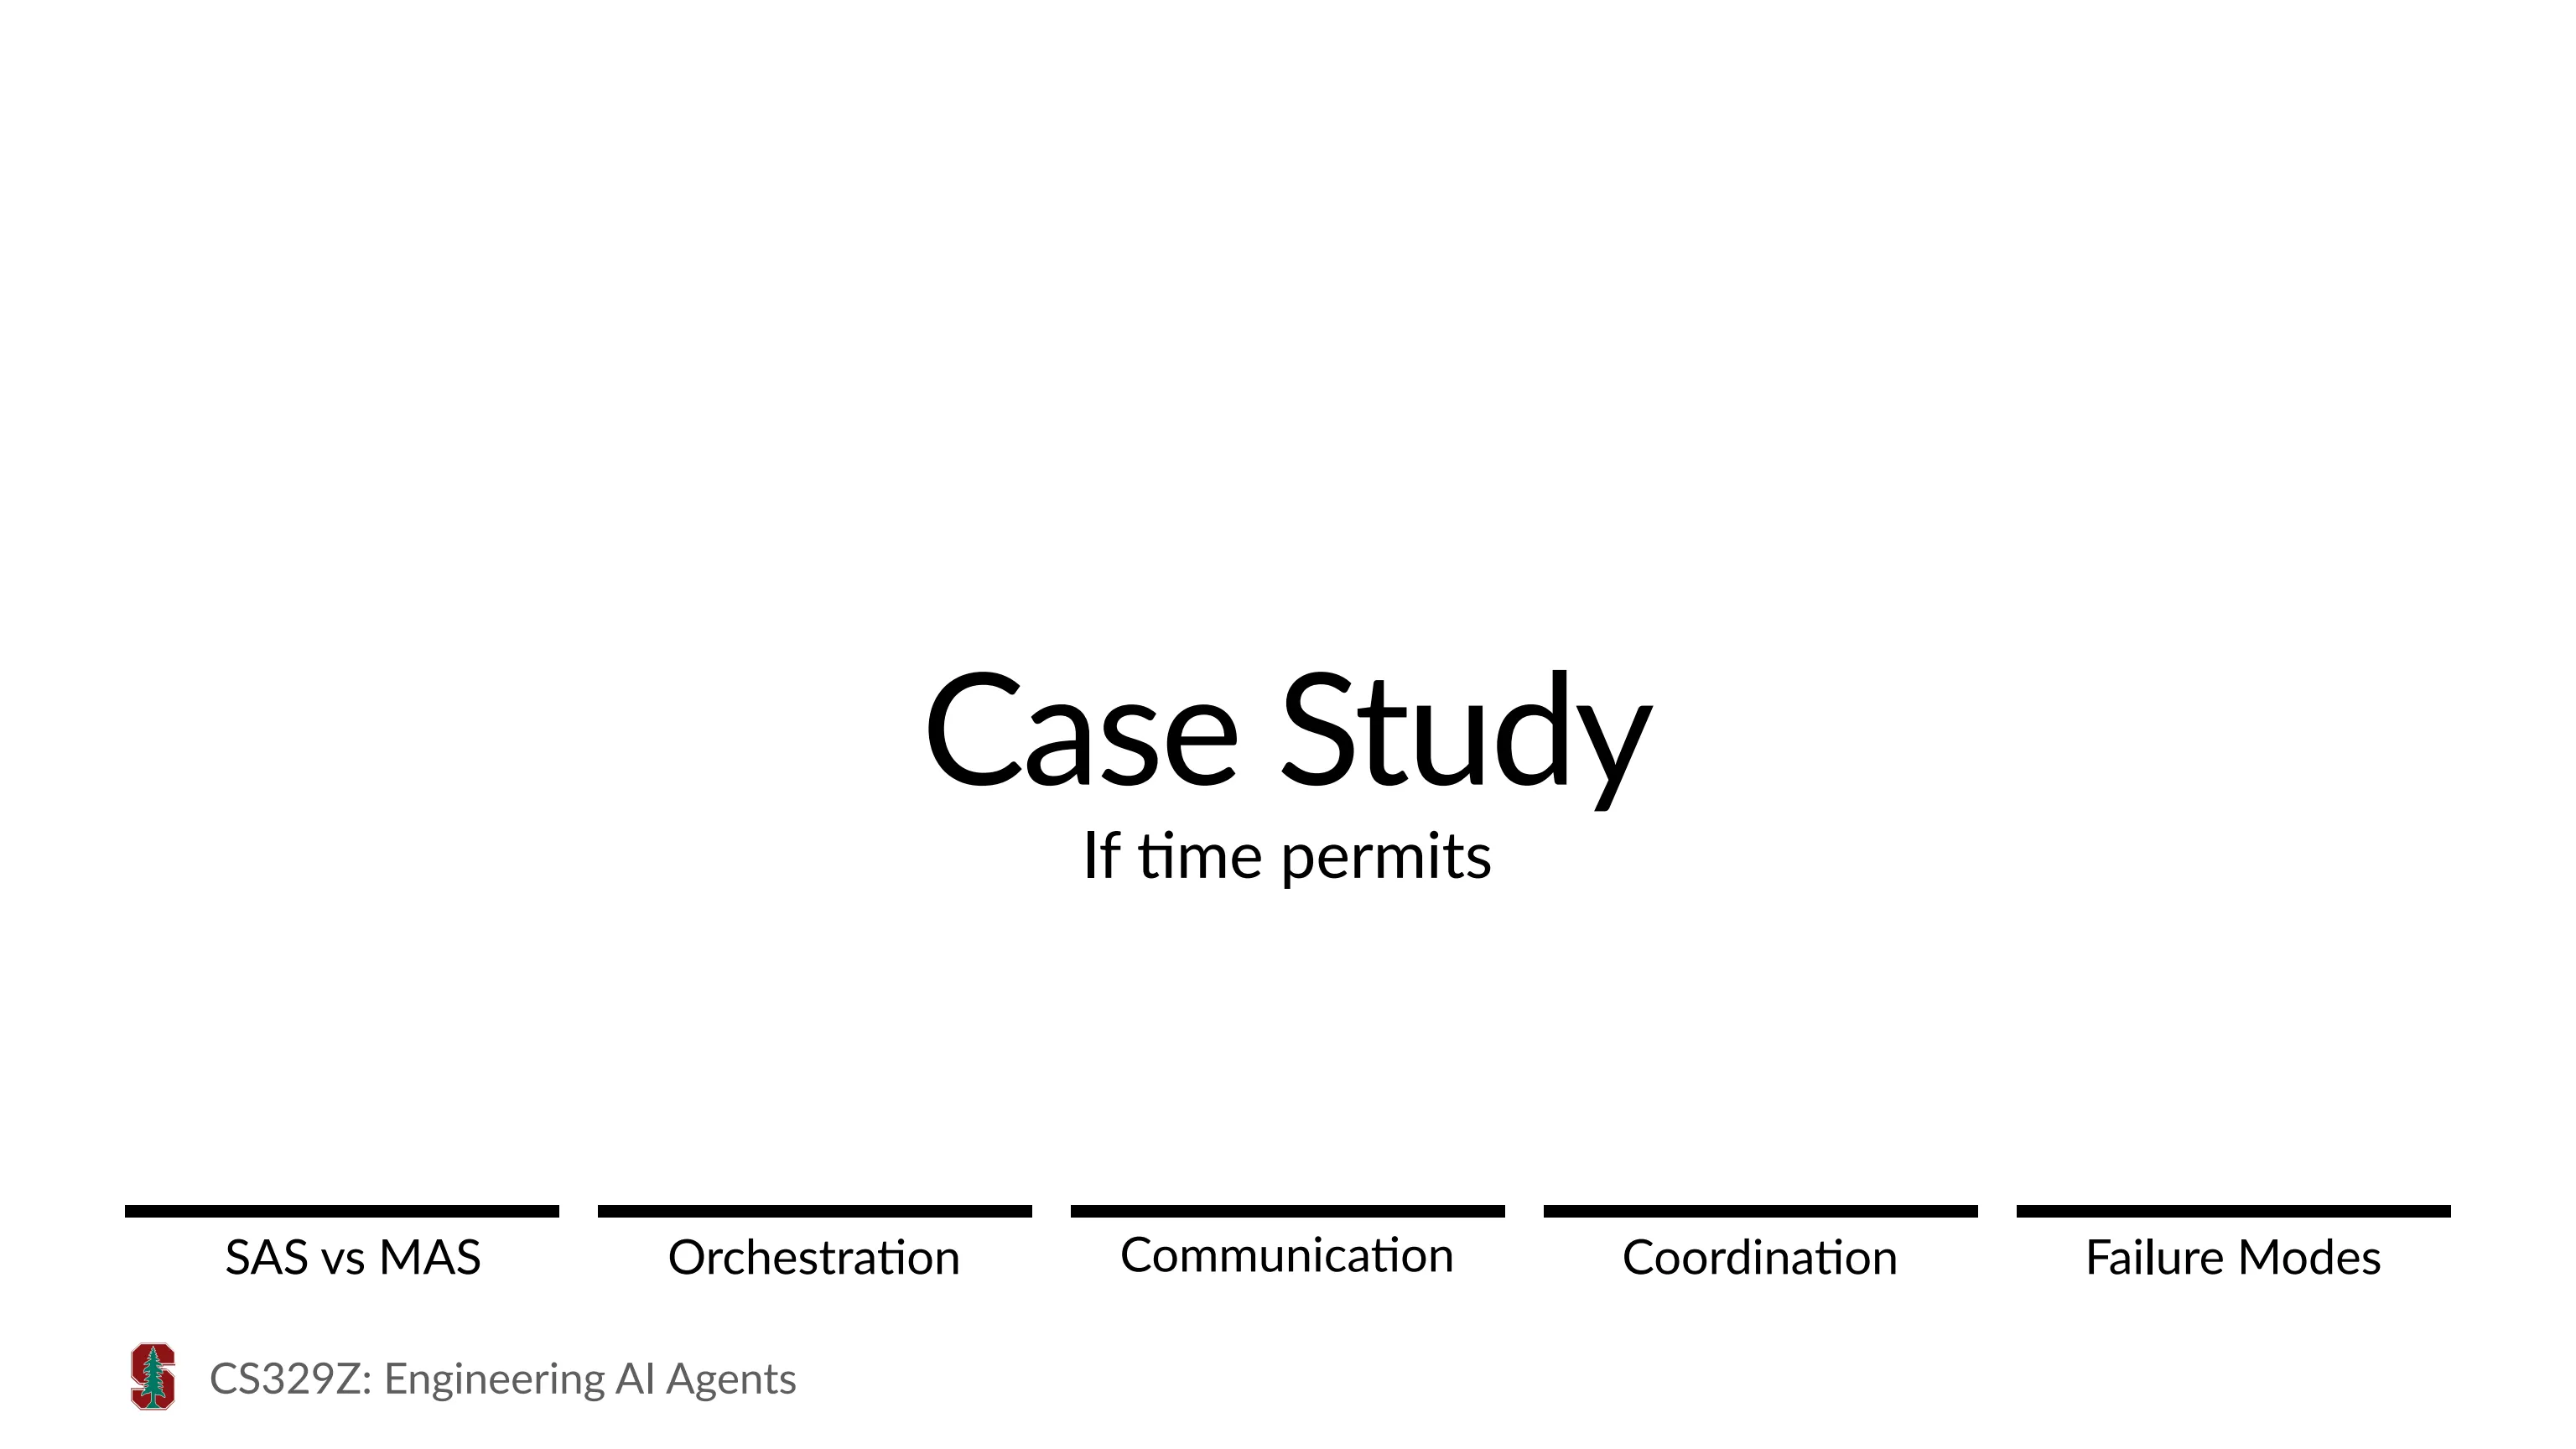 Case Study
If time permits
SAS vs MAS
Orchestration
Communication
Coordination
Failure Modes
CS329Z: Engineering AI Agents